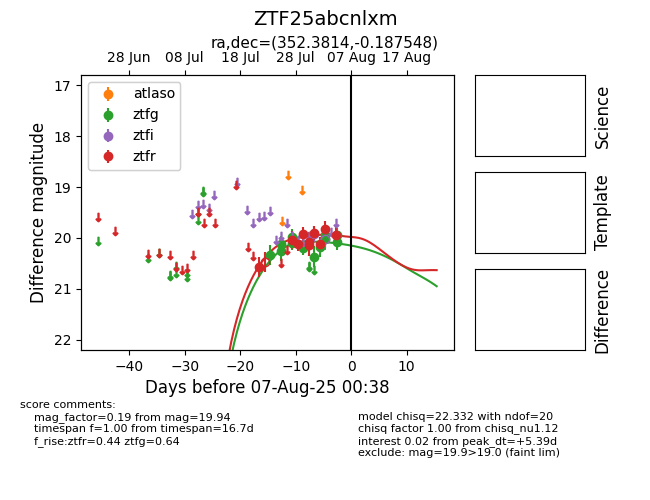 ZTF25abcnlxm
ra,dec=(352.3814,-0.187548)
28 Jun 08 Jul 18 Jul 28 Jul 07 Aug 17 Aug
17
18
19
20
21
22
Difference magnitude
atlaso
ztfg
ztfi
ztfr
−40 −30 −20 −10 0 10
Days before 07-Aug-25 00:38
Science
Template
Difference
score comments:
mag_factor=0.19 from mag=19.94
timespan f=1.00 from timespan=16.7d
f_rise:ztfr=0.44 ztfg=0.64
model chisq=22.332 with ndof=20
chisq factor 1.00 from chisq_nu1.12
interest 0.02 from peak_dt=+5.39d
exclude: mag=19.9>19.0 (faint lim)